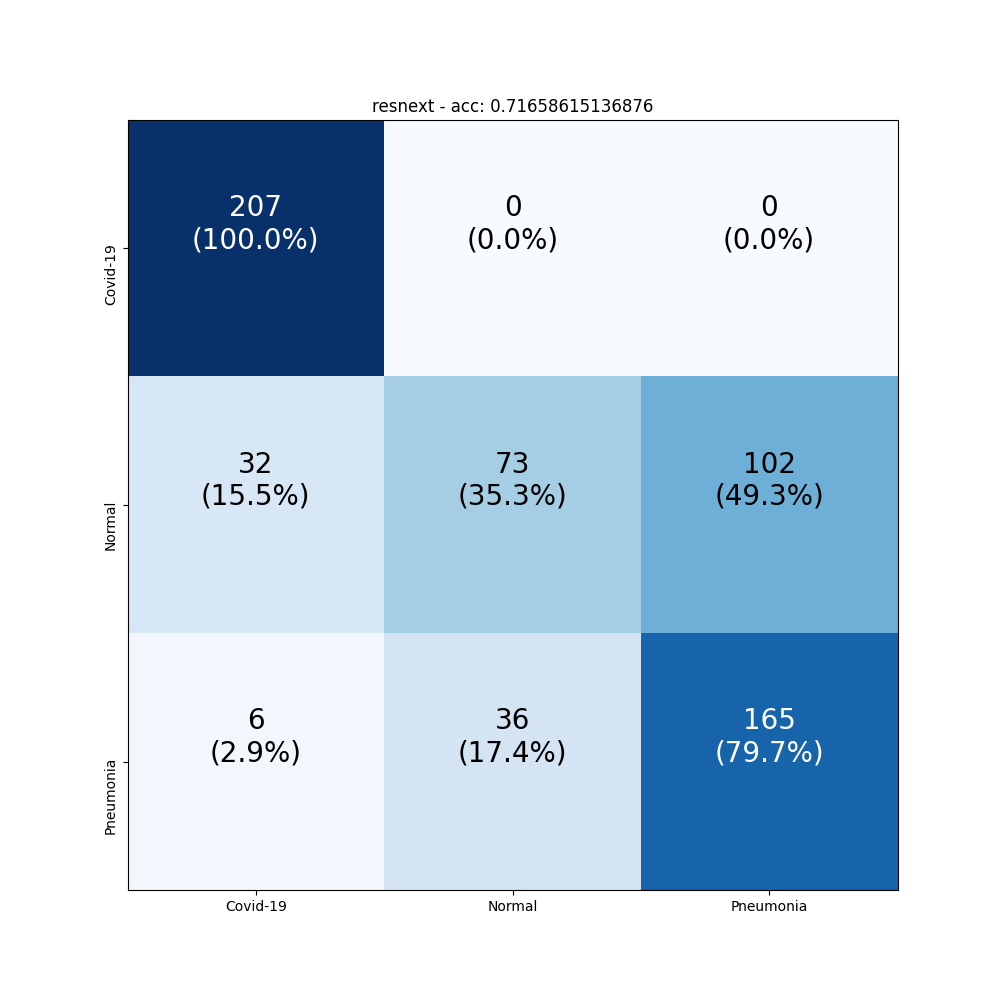 resnext - acc: 0.71658615136876
Covid-19
207
(100.0%)
0
(0.0%)
0
(0.0%)
Normal
32
(15.5%)
73
(35.3%)
102
(49.3%)
Pneumonia
6
(2.9%)
36
(17.4%)
165
(79.7%)
Covid-19
Normal
Pneumonia